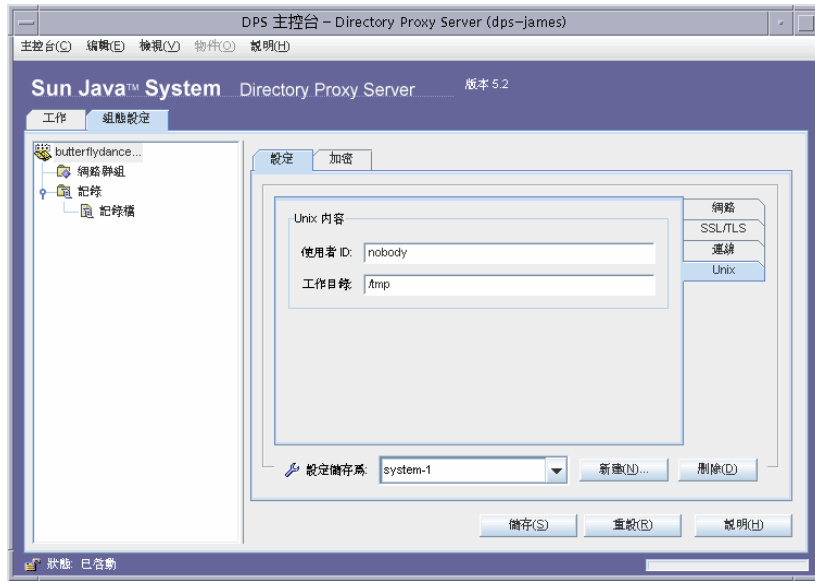 DPS 主控台 – Directory Proxy Server (dps–james)
主控台(C) 編輯(E) 檢視(V) 物件(O) 說明(H)
Sun Java™ System Directory Proxy Server 版本 5.2
工作 組態設定
butterflydance...
網路群組
記錄
記錄檔
設定 加密
網路
SSL/TLS
連線
Unix
Unix 內容
使用者 ID: nobody
工作目錄: /tmp
設定儲存為: system-1 新建(N)... 刪除(D)
儲存(S) 重設(R) 說明(H)
狀態: 已啓動